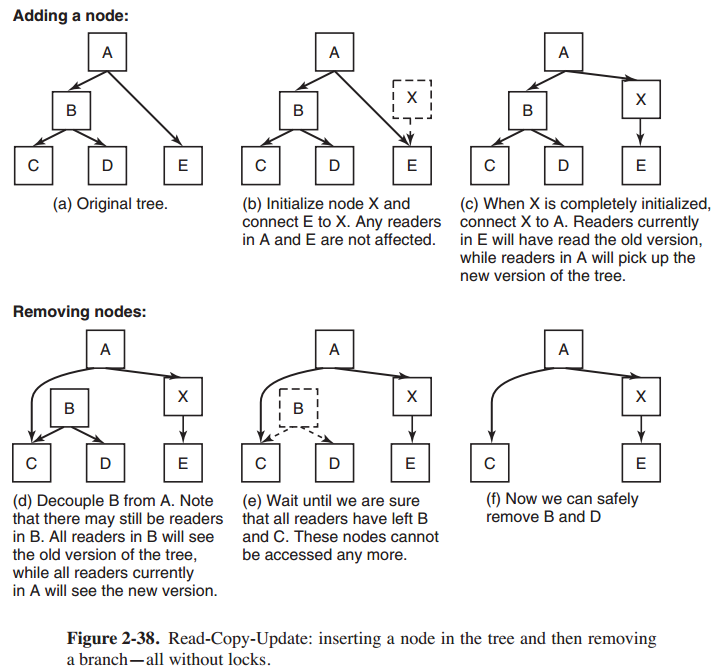 Adding a node:
A
B
C
D
E
A
B
X
C
D
E
A
B
X
C
D
E
(a) Original tree.
(b) Initialize node X and
connect E to X. Any readers
in A and E are not affected.
(c) When X is completely initialized,
connect X to A. Readers currently
in E will have read the old version,
while readers in A will pick up the
new version of the tree.
Removing nodes:
A
B
X
C
D
E
A
B
X
C
D
E
A
X
C
E
(d) Decouple B from A. Note
that there may still be readers
in B. All readers in B will see
the old version of the tree,
while all readers currently
in A will see the new version.
(e) Wait until we are sure
that all readers have left B
and C. These nodes cannot
be accessed any more.
(f) Now we can safely
remove B and D
Figure 2-38. Read-Copy-Update: inserting a node in the tree and then removing
a branch—all without locks.